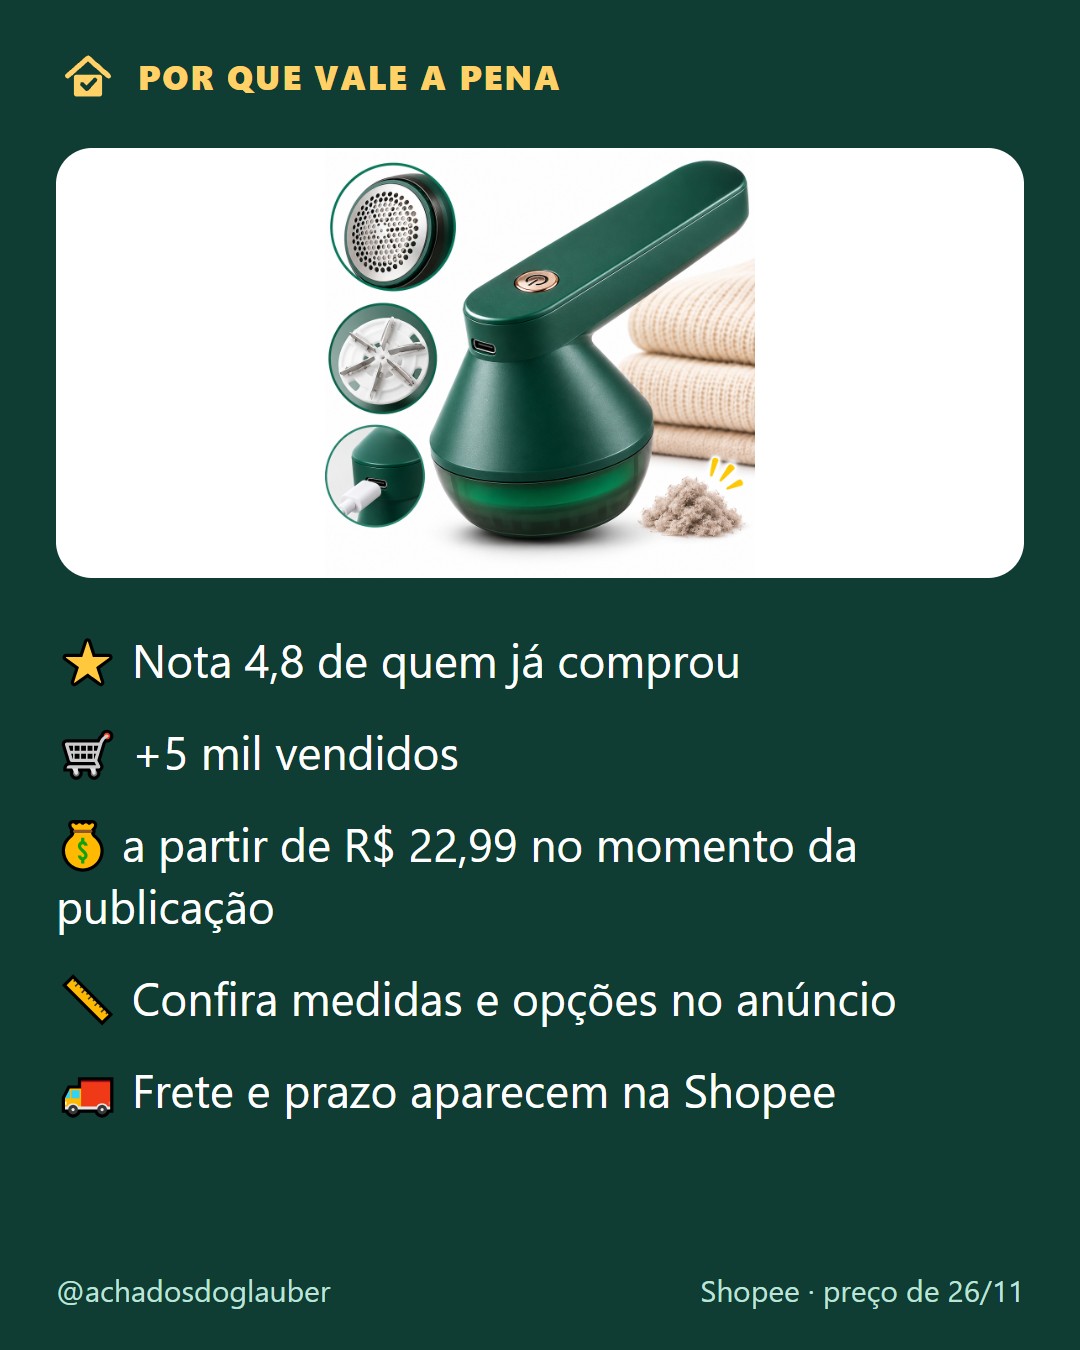 POR QUE VALE A PENA
Nota 4,8 de quem já comprou
+5 mil vendidos
a partir de R$ 22,99 no momento da
publicação
Confira medidas e opções no anúncio
Frete e prazo aparecem na Shopee
@achadosdoglauber
Shopee · preço de 26/11